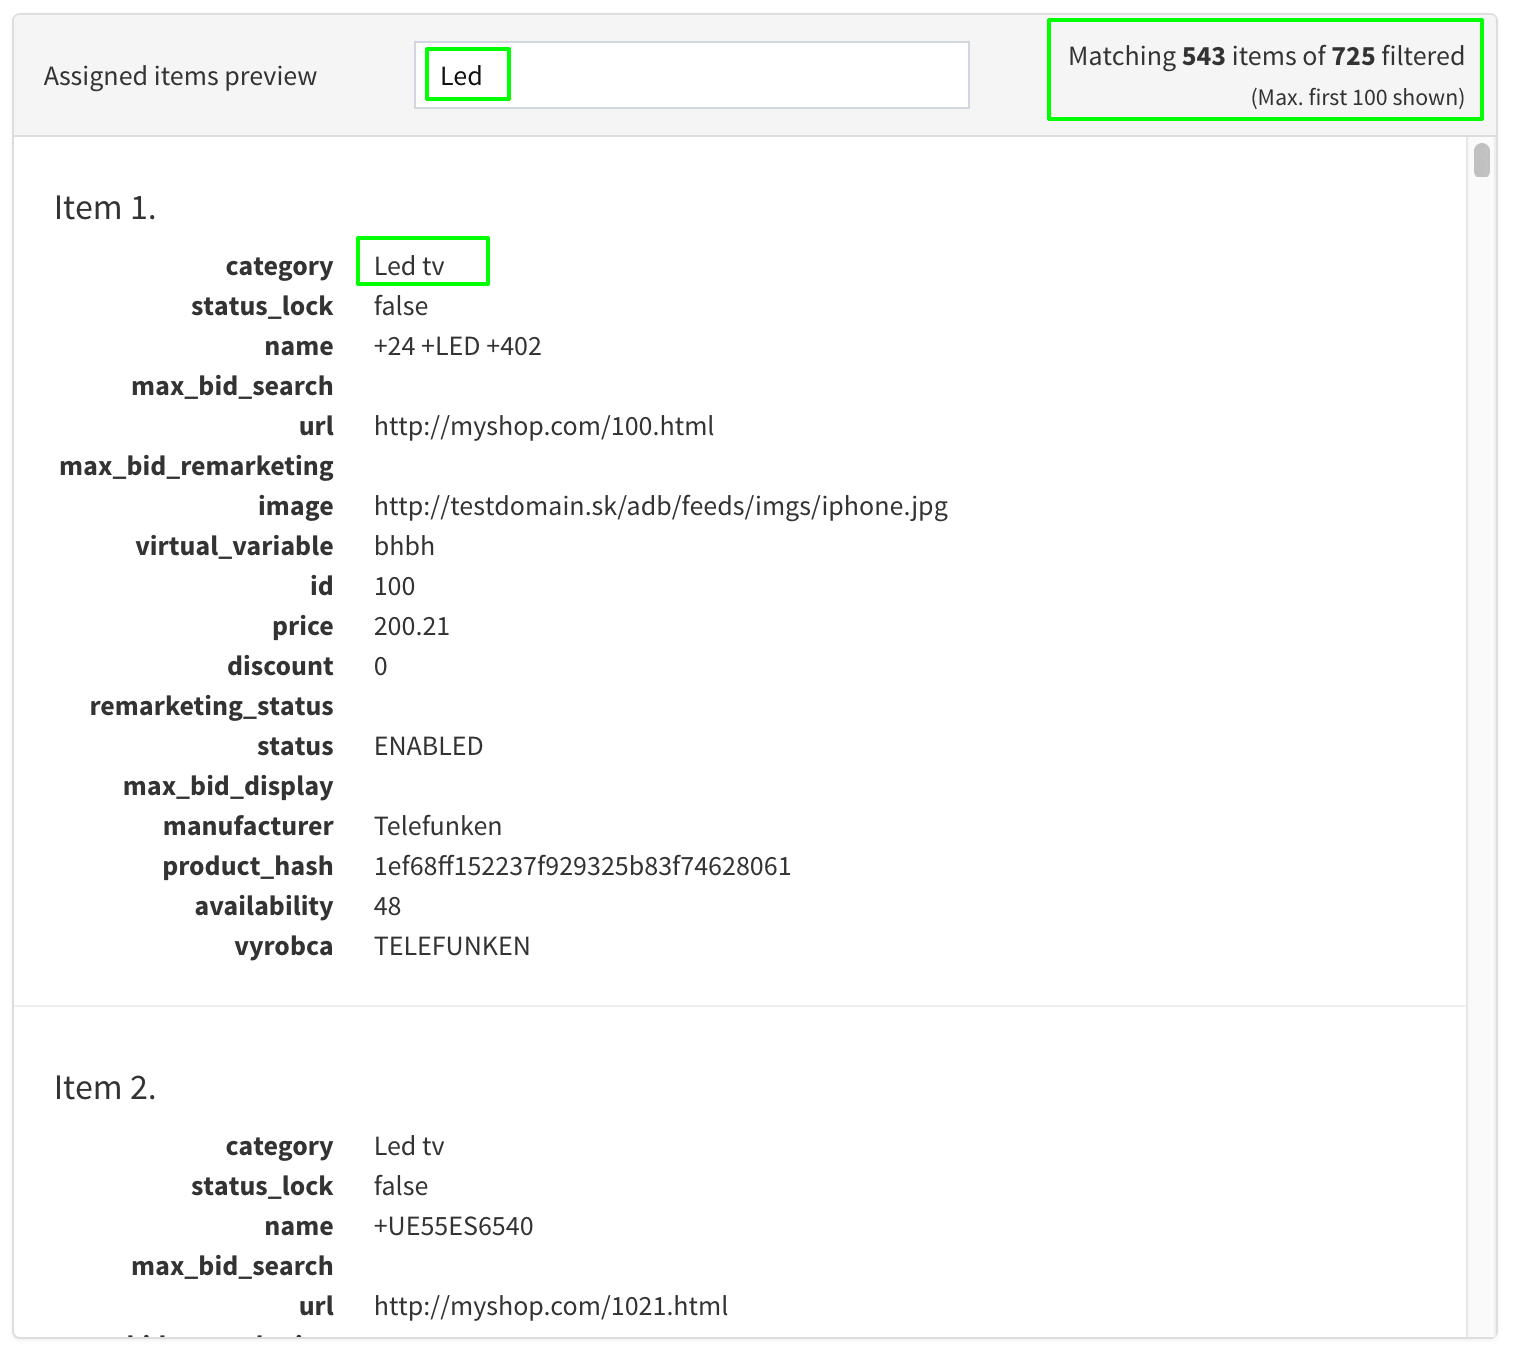 Assigned items preview
Led
Matching 543 items of 725 filtered
(Max. first 100 shown)
Item 1.
category Led tv
status_lock false
name +24 +LED +402
max_bid_search
url http://myshop.com/100.html
max_bid_remarketing
image http://testdomain.sk/adb/feeds/imgs/iphone.jpg
virtual_variable bhbh
id 100
price 200.21
discount 0
remarketing_status
status ENABLED
max_bid_display
manufacturer Telefunken
product_hash 1ef68ff152237f929325b83f74628061
availability 48
vyrobca TELEFUNKEN
Item 2.
category Led tv
status_lock false
name +UE55ES6540
max_bid_search
url http://myshop.com/1021.html